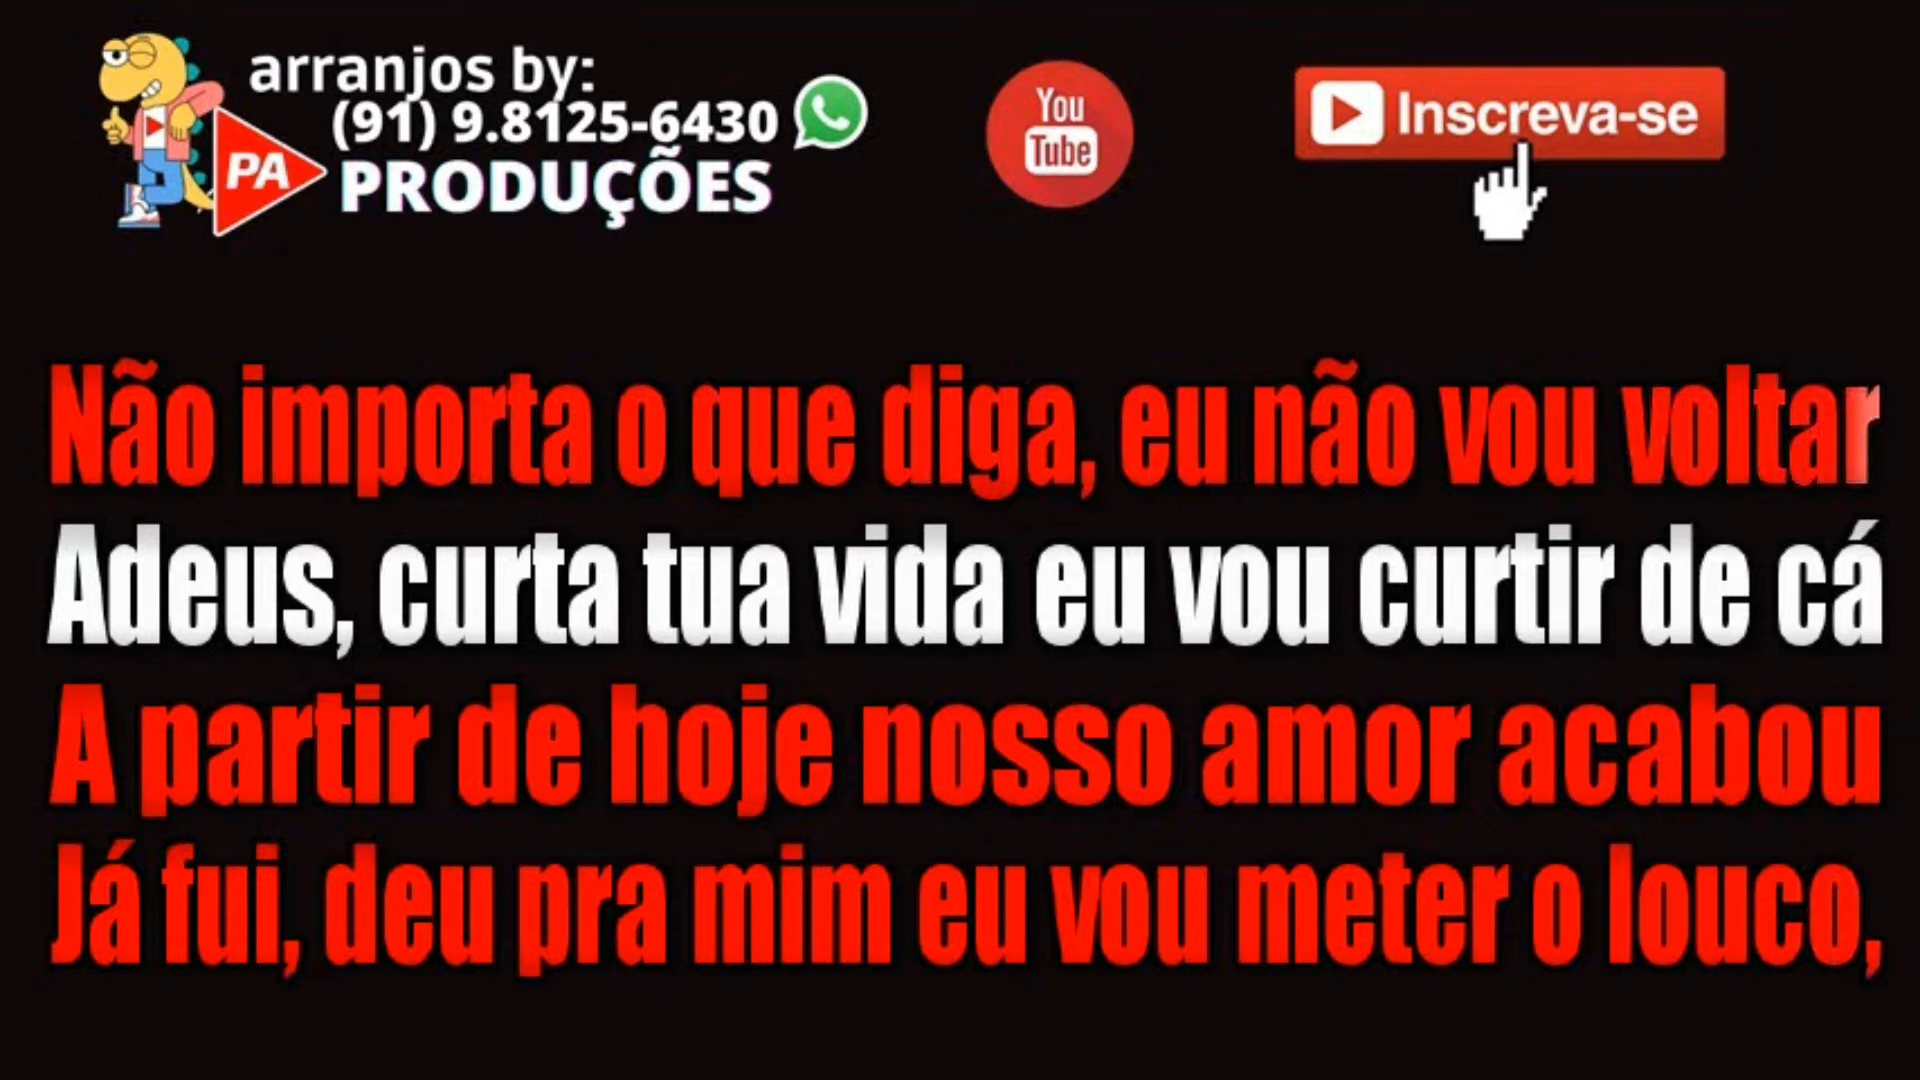 arranjos by:
(91) 9.8125-6430
PA
PRODUÇÕES
You
Tube
Inscreva-se
Não importa o que diga, eu não vou voltar
Adeus, curta tua vida eu vou curtir de cá
A partir de hoje nosso amor acabou
Já fui, deu pra mim eu vou meter o louco,